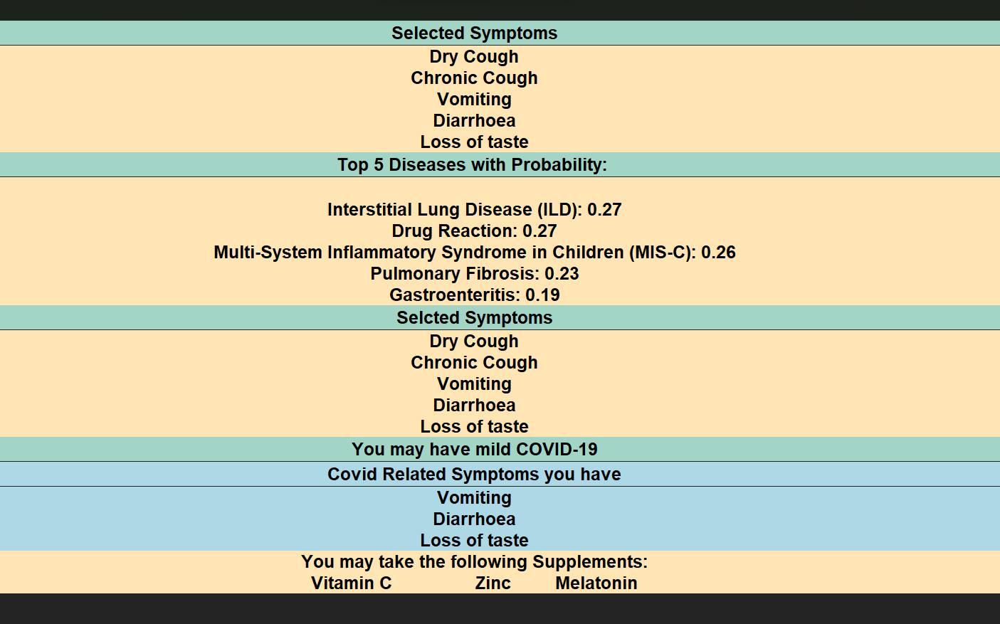 Selected Symptoms
Dry Cough
Chronic Cough
Vomiting
Diarrhoea
Loss of taste
Top 5 Diseases with Probability:
Interstitial Lung Disease (ILD): 0.27
Drug Reaction: 0.27
Multi-System Inflammatory Syndrome in Children (MIS-C): 0.26
Pulmonary Fibrosis: 0.23
Gastroenteritis: 0.19
Selcted Symptoms
Dry Cough
Chronic Cough
Vomiting
Diarrhoea
Loss of taste
You may have mild COVID-19
Covid Related Symptoms you have
Vomiting
Diarrhoea
Loss of taste
You may take the following Supplements:
Vitamin C Zinc Melatonin